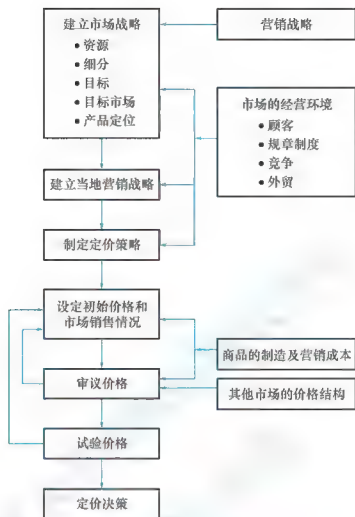 建立市场战略
• 资源
• 细分
• 目标
• 目标市场
• 产品定位
营销战略
市场的经营环境
• 顾客
• 规章制度
• 竞争
• 外贸
建立当地营销战略
制定定价策略
设定初始价格和
市场销售情况
商品的制造及营销成本
审议价格
其他市场的价格结构
试验价格
定价决策